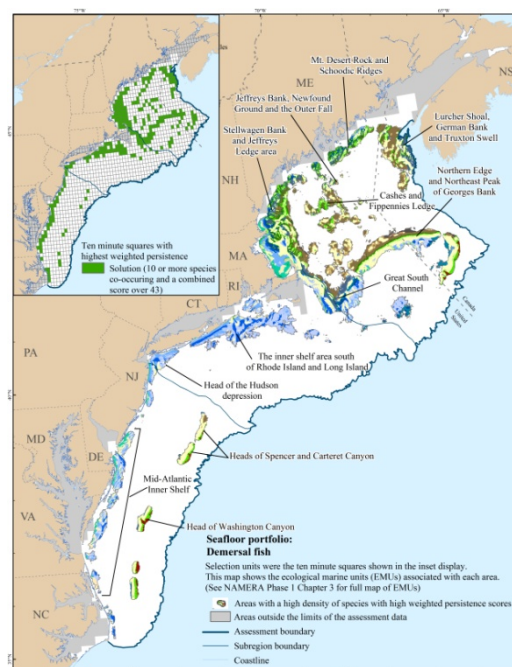 75°W
70°W
ME
NS
Mt. Desert Rock and
Schoodic Ridges
Jeffreys Bank, Newfound
Ground and the Outer Fall
Stellwagen Bank
and Jeffreys
Ledge area
Lurcher Shoal,
German Bank
and Truxton Swell
NH
Northern Edge
and Northeast Peak
of Georges Bank
Cashes and
Fippennies Ledge
Ten minute squares with
highest weighted persistence
Solution (10 or more species
co-occuring and a combined
score over 43)
MA
RI
CT
Great South
Channel
Canada
United
States
PA
The inner shelf area south
of Rhode Island and Long Island
NJ
Head of the Hudson
depression
MD
DE
Heads of Spencer and Carteret Canyon
Mid-Atlantic
Inner Shelf
VA
Head of Washington Canyon
NC
Seafloor portfolio:
Demersal fish
Selection units were the ten minute squares shown in the inset display.
This map shows the ecological marine units (EMUs) associated with each area.
(See NAMERA Phase 1 Chapter 3 for full map of EMUs)
Areas with a high density of species with high weighted persistence scores
Areas outside the limits of the assessment data
Assessment boundary
Subregion boundary
Coastline